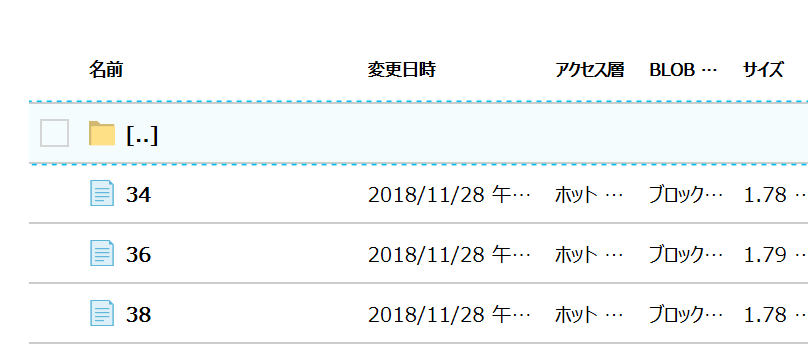 名前 変更日時 アクセス層 BLOB … サイズ
[..]
34 2018/11/28 午… ホット … ブロック… 1.78 …
36 2018/11/28 午… ホット … ブロック… 1.79 …
38 2018/11/28 午… ホット … ブロック… 1.78 …